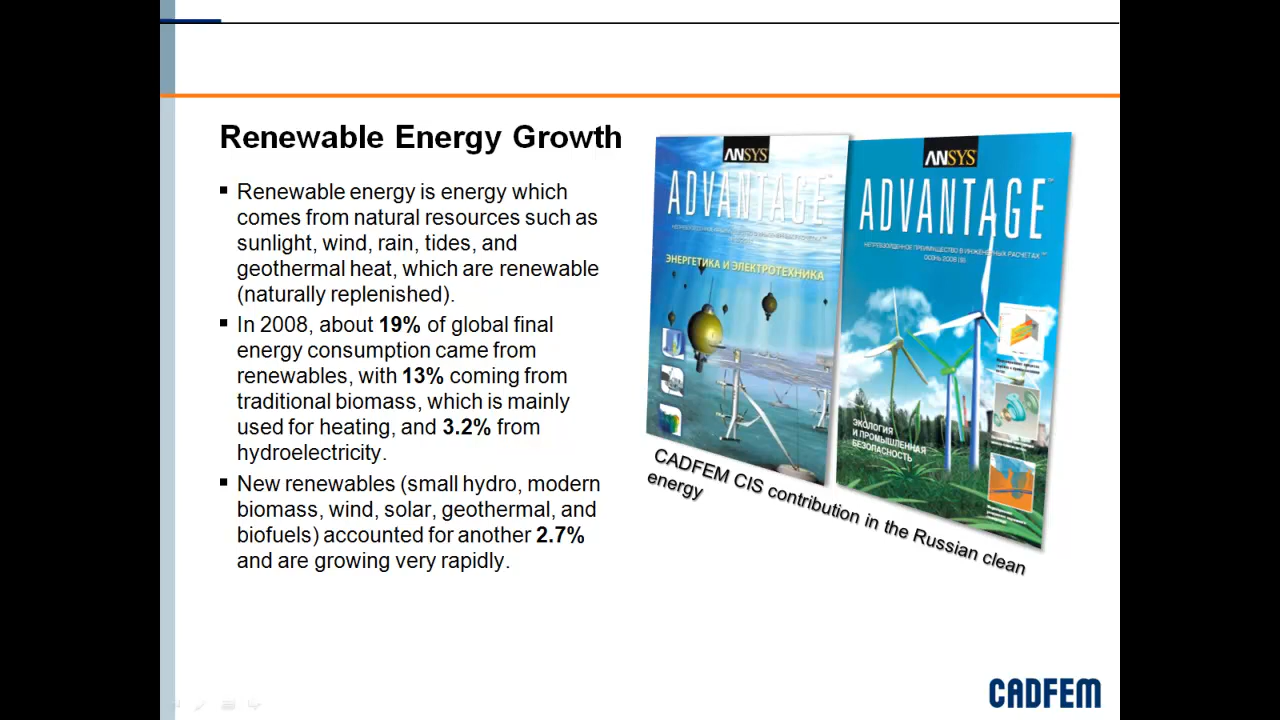 Renewable Energy Growth
Renewable energy is energy which
comes from natural resources such as
sunlight, wind, rain, tides, and
geothermal heat, which are renewable
(naturally replenished).
In 2008, about 19% of global final
energy consumption came from
renewables, with 13% coming from
traditional biomass, which is mainly
used for heating, and 3.2% from
hydroelectricity.
New renewables (small hydro, modern
biomass, wind, solar, geothermal, and
biofuels) accounted for another 2.7%
and are growing very rapidly.
ANSYS
ADVANTAGE
ЭНЕРГЕТИКА И ЭЛЕКТРОТЕХНИКА
ANSYS
ADVANTAGE™
НЕПРЕВЗОЙДЕННОЕ ПРЕИМУЩЕСТВО В ИНЖЕНЕРНЫХ РАСЧЕТАХ
ОСЕНЬ 2008
ЭКОЛОГИЯ
И ПРОМЫШЛЕННАЯ
БЕЗОПАСНОСТЬ
CADFEM CIS contribution in the Russian clean
energy
CADFEM